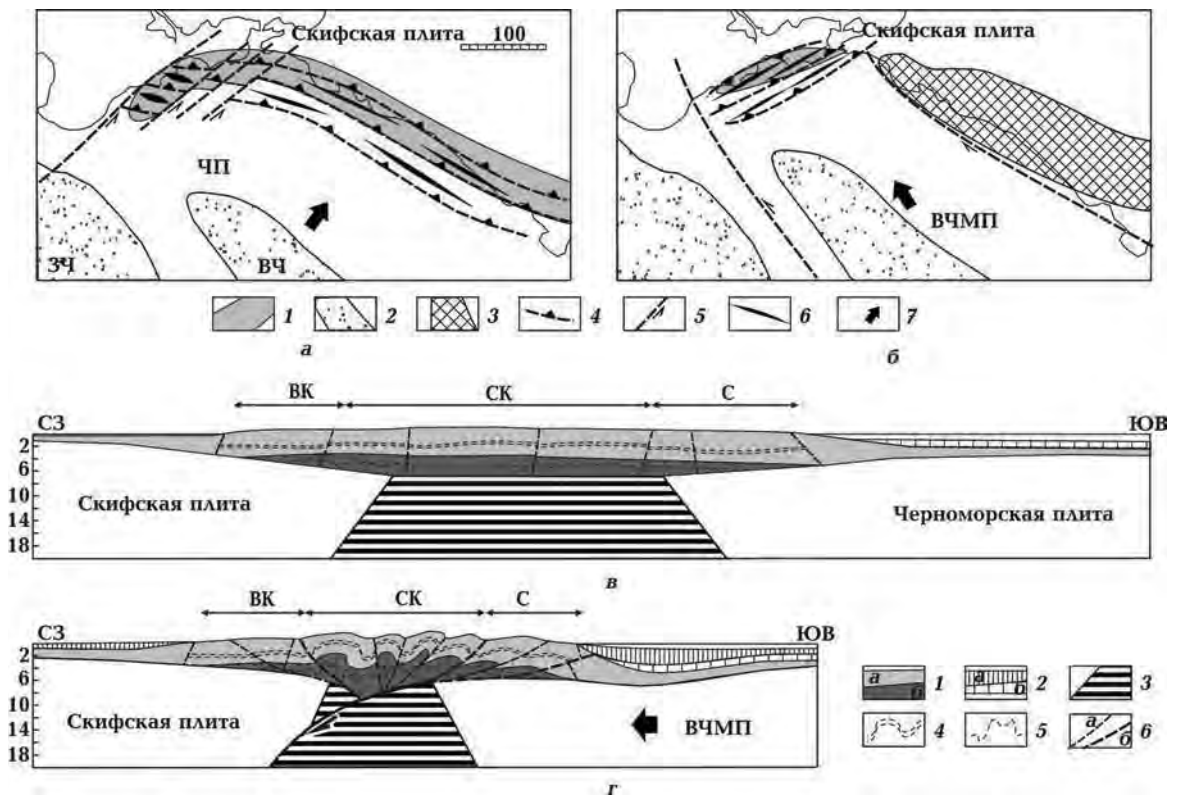 Скифская плита
100
ЧП
ЗЧ
ВЧ
Скифская плита
ВЧМП
1 2 3 4 5 6 7
а
б
ВК СК С
СЗ ЮВ
2
6
10
14
18
Скифская плита Черноморская плита
в
ВК СК С
СЗ ЮВ
2
6
10
14
18
Скифская плита ВЧМП
г
а б 1 а б 2 3
4 5 а б 6